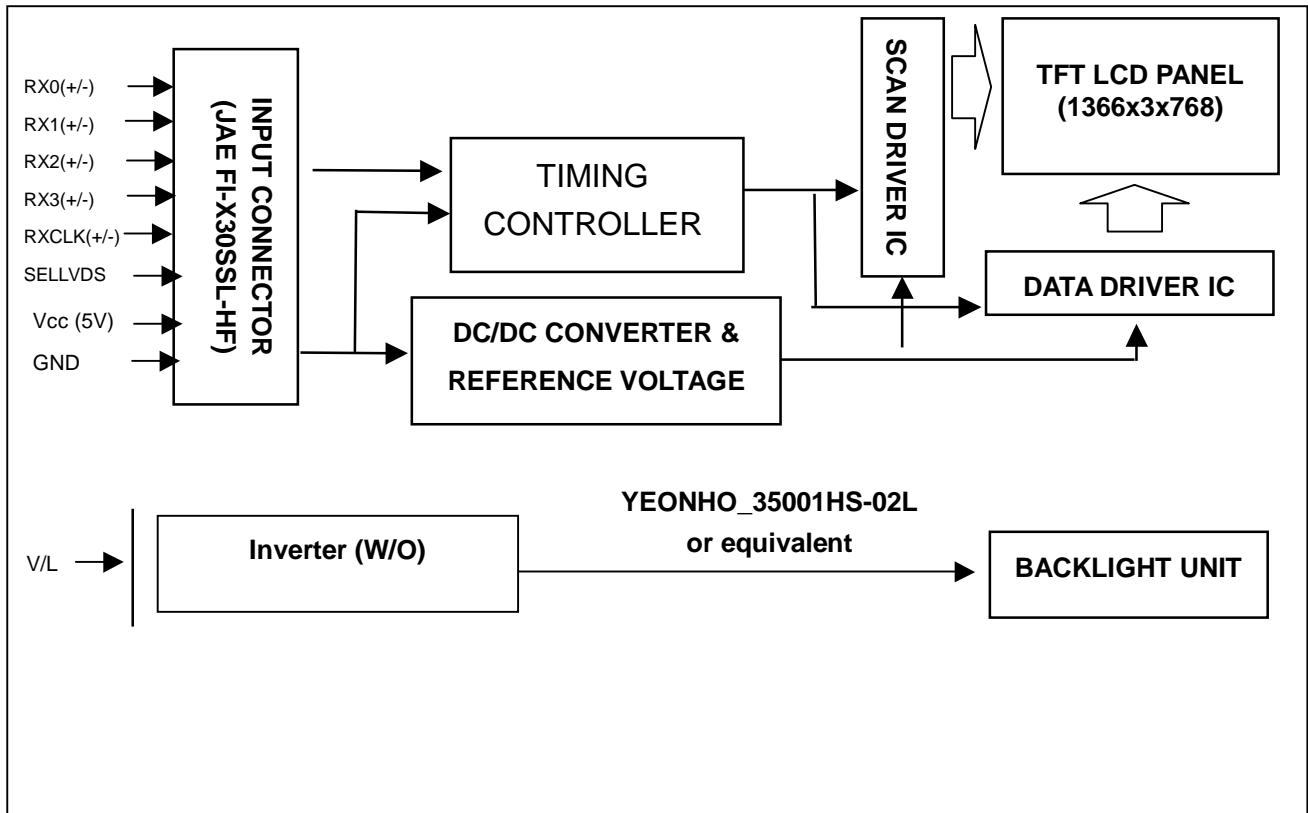 RX0(+/-)
RX1(+/-)
RX2(+/-)
RX3(+/-)
RXCLK(+/-)
SELLVDS
Vcc (5V)
GND
INPUT CONNECTOR
(JAE FI-X30SSL-HF)
TIMING
CONTROLLER
DC/DC CONVERTER &
REFERENCE VOLTAGE
SCAN DRIVER IC
TFT LCD PANEL
(1366x3x768)
DATA DRIVER IC
V/L
Inverter (W/O)
YEONHO_35001HS-02L
or equivalent
BACKLIGHT UNIT